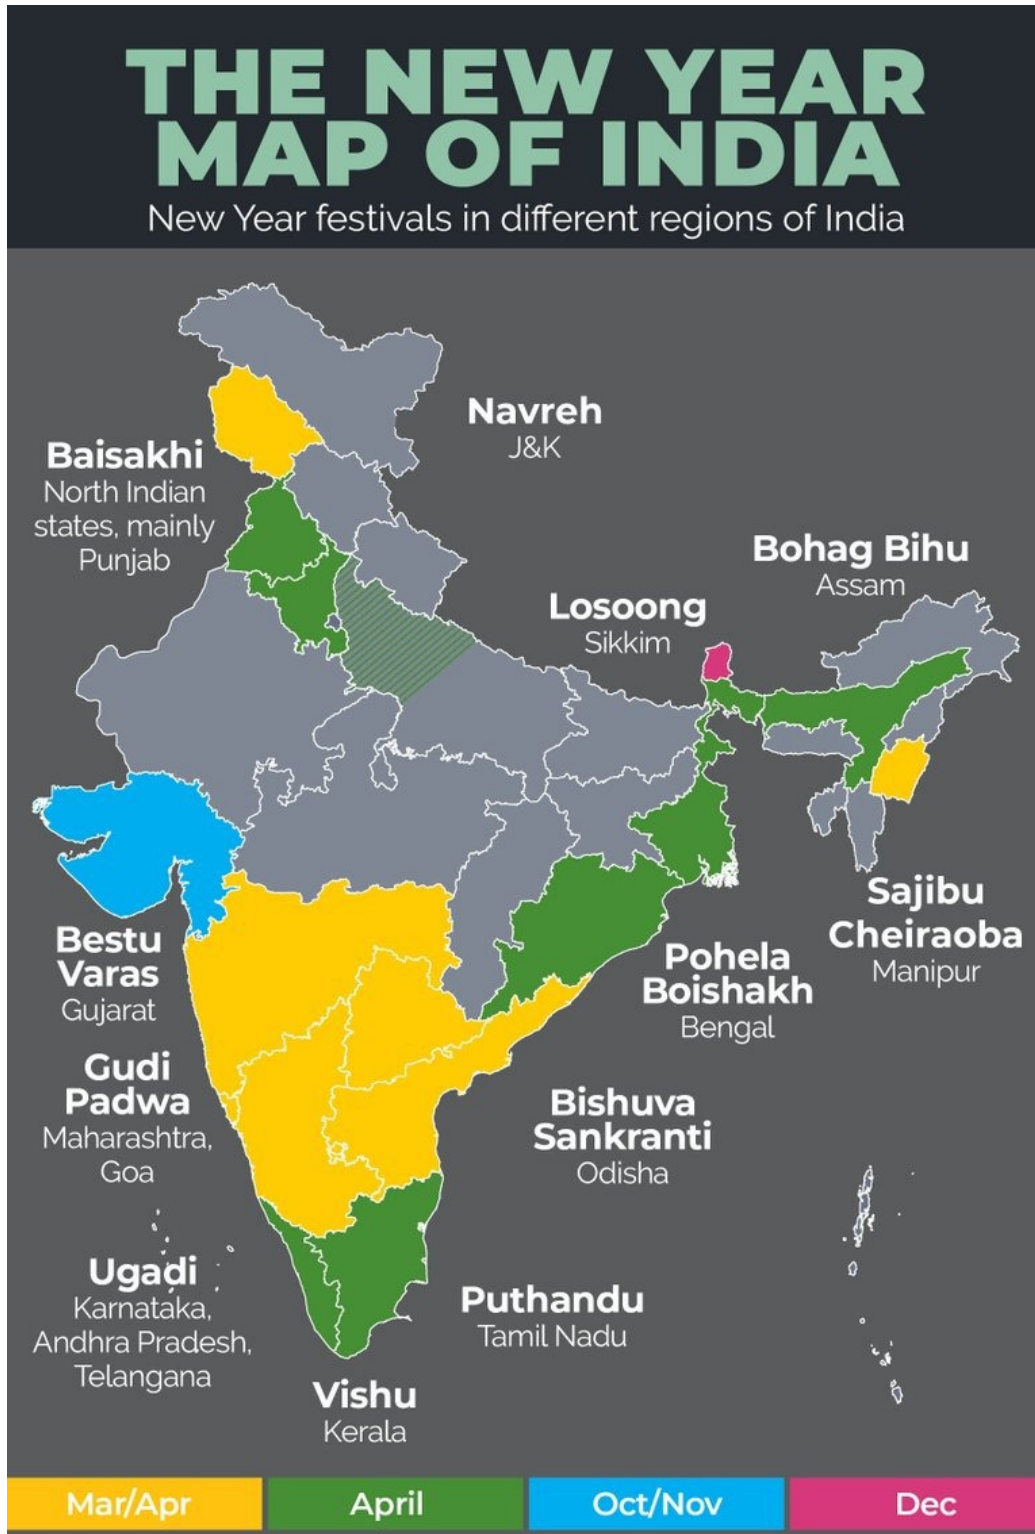 THE NEW YEAR
MAP OF INDIA
New Year festivals in different regions of India
Navreh
J&K
Baisakhi
North Indian
states, mainly
Punjab
Bohag Bihu
Assam
Losoong
Sikkim
Sajibu
Cheiraoba
Manipur
Bestu
Varas
Gujarat
Pohela
Boishakh
Bengal
Gudi
Padwa
Maharashtra,
Goa
Bishuva
Sankranti
Odisha
Ugadi
Karnataka,
Andhra Pradesh,
Telangana
Puthandu
Tamil Nadu
Vishu
Kerala
Mar/Apr
April
Oct/Nov
Dec